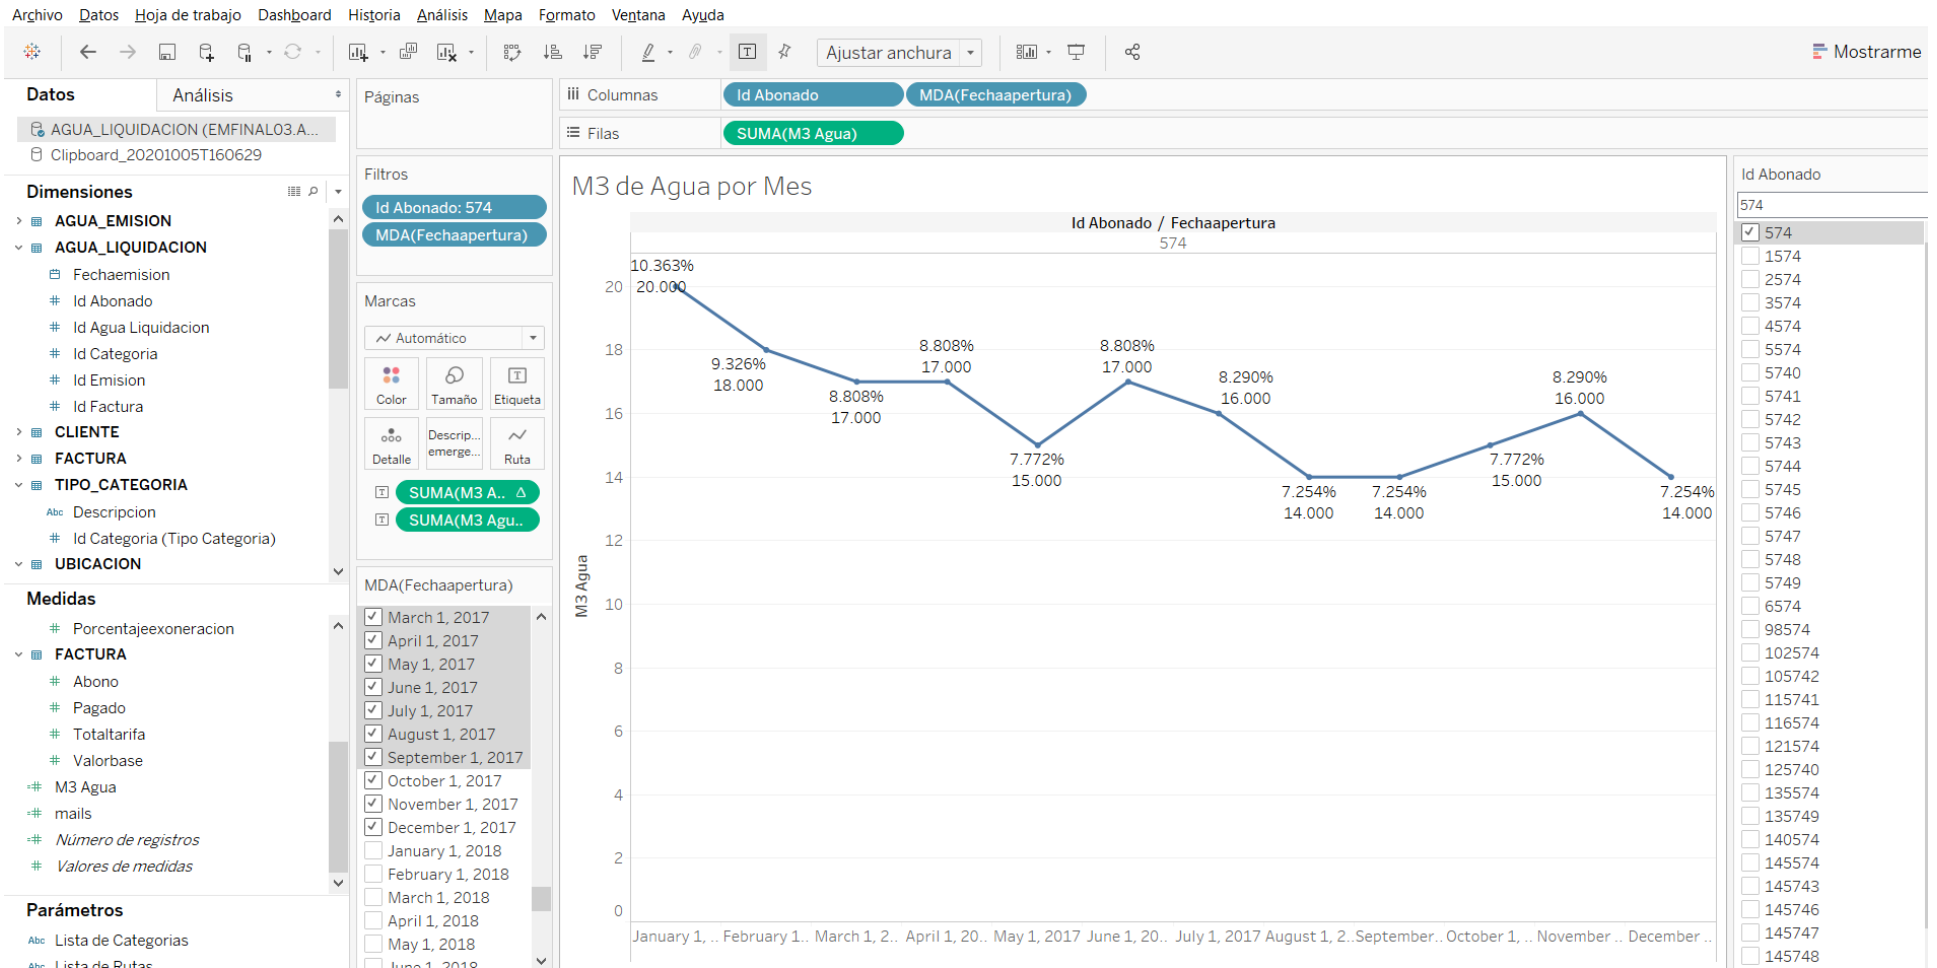 Archivo Datos Hoja de trabajo Dashboard Historia Análisis Mapa Formato Ventana Ayuda
Ajustar anchura
Mostrarme
Datos Análisis
AGUA_LIQUIDACION (EMFINAL03.A...
Clipboard_20201005T160629
Dimensiones
AGUA_EMISION
AGUA_LIQUIDACION
Fechaemision
# Id Abonado
# Id Agua Liquidacion
# Id Categoria
# Id Emision
# Id Factura
CLIENTE
FACTURA
TIPO_CATEGORIA
Abc Descripcion
# Id Categoria (Tipo Categoria)
UBICACION
Medidas
# Porcentajeexoneracion
FACTURA
# Abono
# Pagado
# Totaltarifa
# Valorbase
=# M3 Agua
=# mails
=# Número de registros
# Valores de medidas
Parámetros
Abc Lista de Categorias
Abc Lista de Rutas
Páginas
Filtros
Id Abonado: 574
MDA(Fechaapertura)
Marcas
Automático
Color Tamaño Etiqueta
Detalle Descrip... emerge... Ruta
SUMA(M3 A.. Δ
SUMA(M3 Agu..
MDA(Fechaapertura)
March 1, 2017
April 1, 2017
May 1, 2017
June 1, 2017
July 1, 2017
August 1, 2017
September 1, 2017
October 1, 2017
November 1, 2017
December 1, 2017
January 1, 2018
February 1, 2018
March 1, 2018
April 1, 2018
May 1, 2018
June 1, 2018
Columnas Id Abonado MDA(Fechaapertura)
Filas SUMA(M3 Agua)
M3 de Agua por Mes
Id Abonado / Fechaapertura
574
M3 Agua
20
18
16
14
12
10
8
6
4
2
0
10.363%
20.000
9.326%
18.000
8.808%
17.000
8.808%
17.000
7.772%
15.000
8.808%
17.000
8.290%
16.000
7.254%
14.000
7.254%
14.000
7.772%
15.000
8.290%
16.000
7.254%
14.000
January 1, .. February 1.. March 1, 2.. April 1, 20.. May 1, 2017 June 1, 20.. July 1, 2017 August 1, 2.. September.. October 1, .. November .. December ..
Id Abonado
574
574
1574
2574
3574
4574
5574
5740
5741
5742
5743
5744
5745
5746
5747
5748
5749
6574
98574
102574
105742
115741
116574
121574
125740
135574
135749
140574
145574
145743
145746
145747
145748